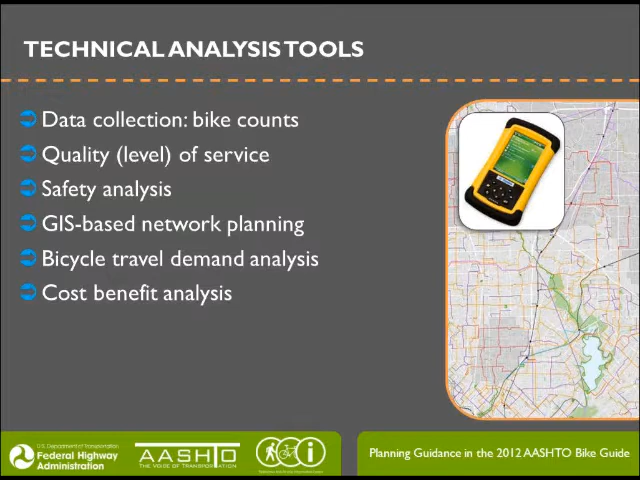 TECHNICAL ANALYSIS TOOLS
Data collection: bike counts
Quality (level) of service
Safety analysis
GIS-based network planning
Bicycle travel demand analysis
Cost benefit analysis
U.S. Department of Transportation
Federal Highway
Administration
AASHTO
THE VOICE OF TRANSPORTATION
Planning Guidance in the 2012 AASHTO Bike Guide